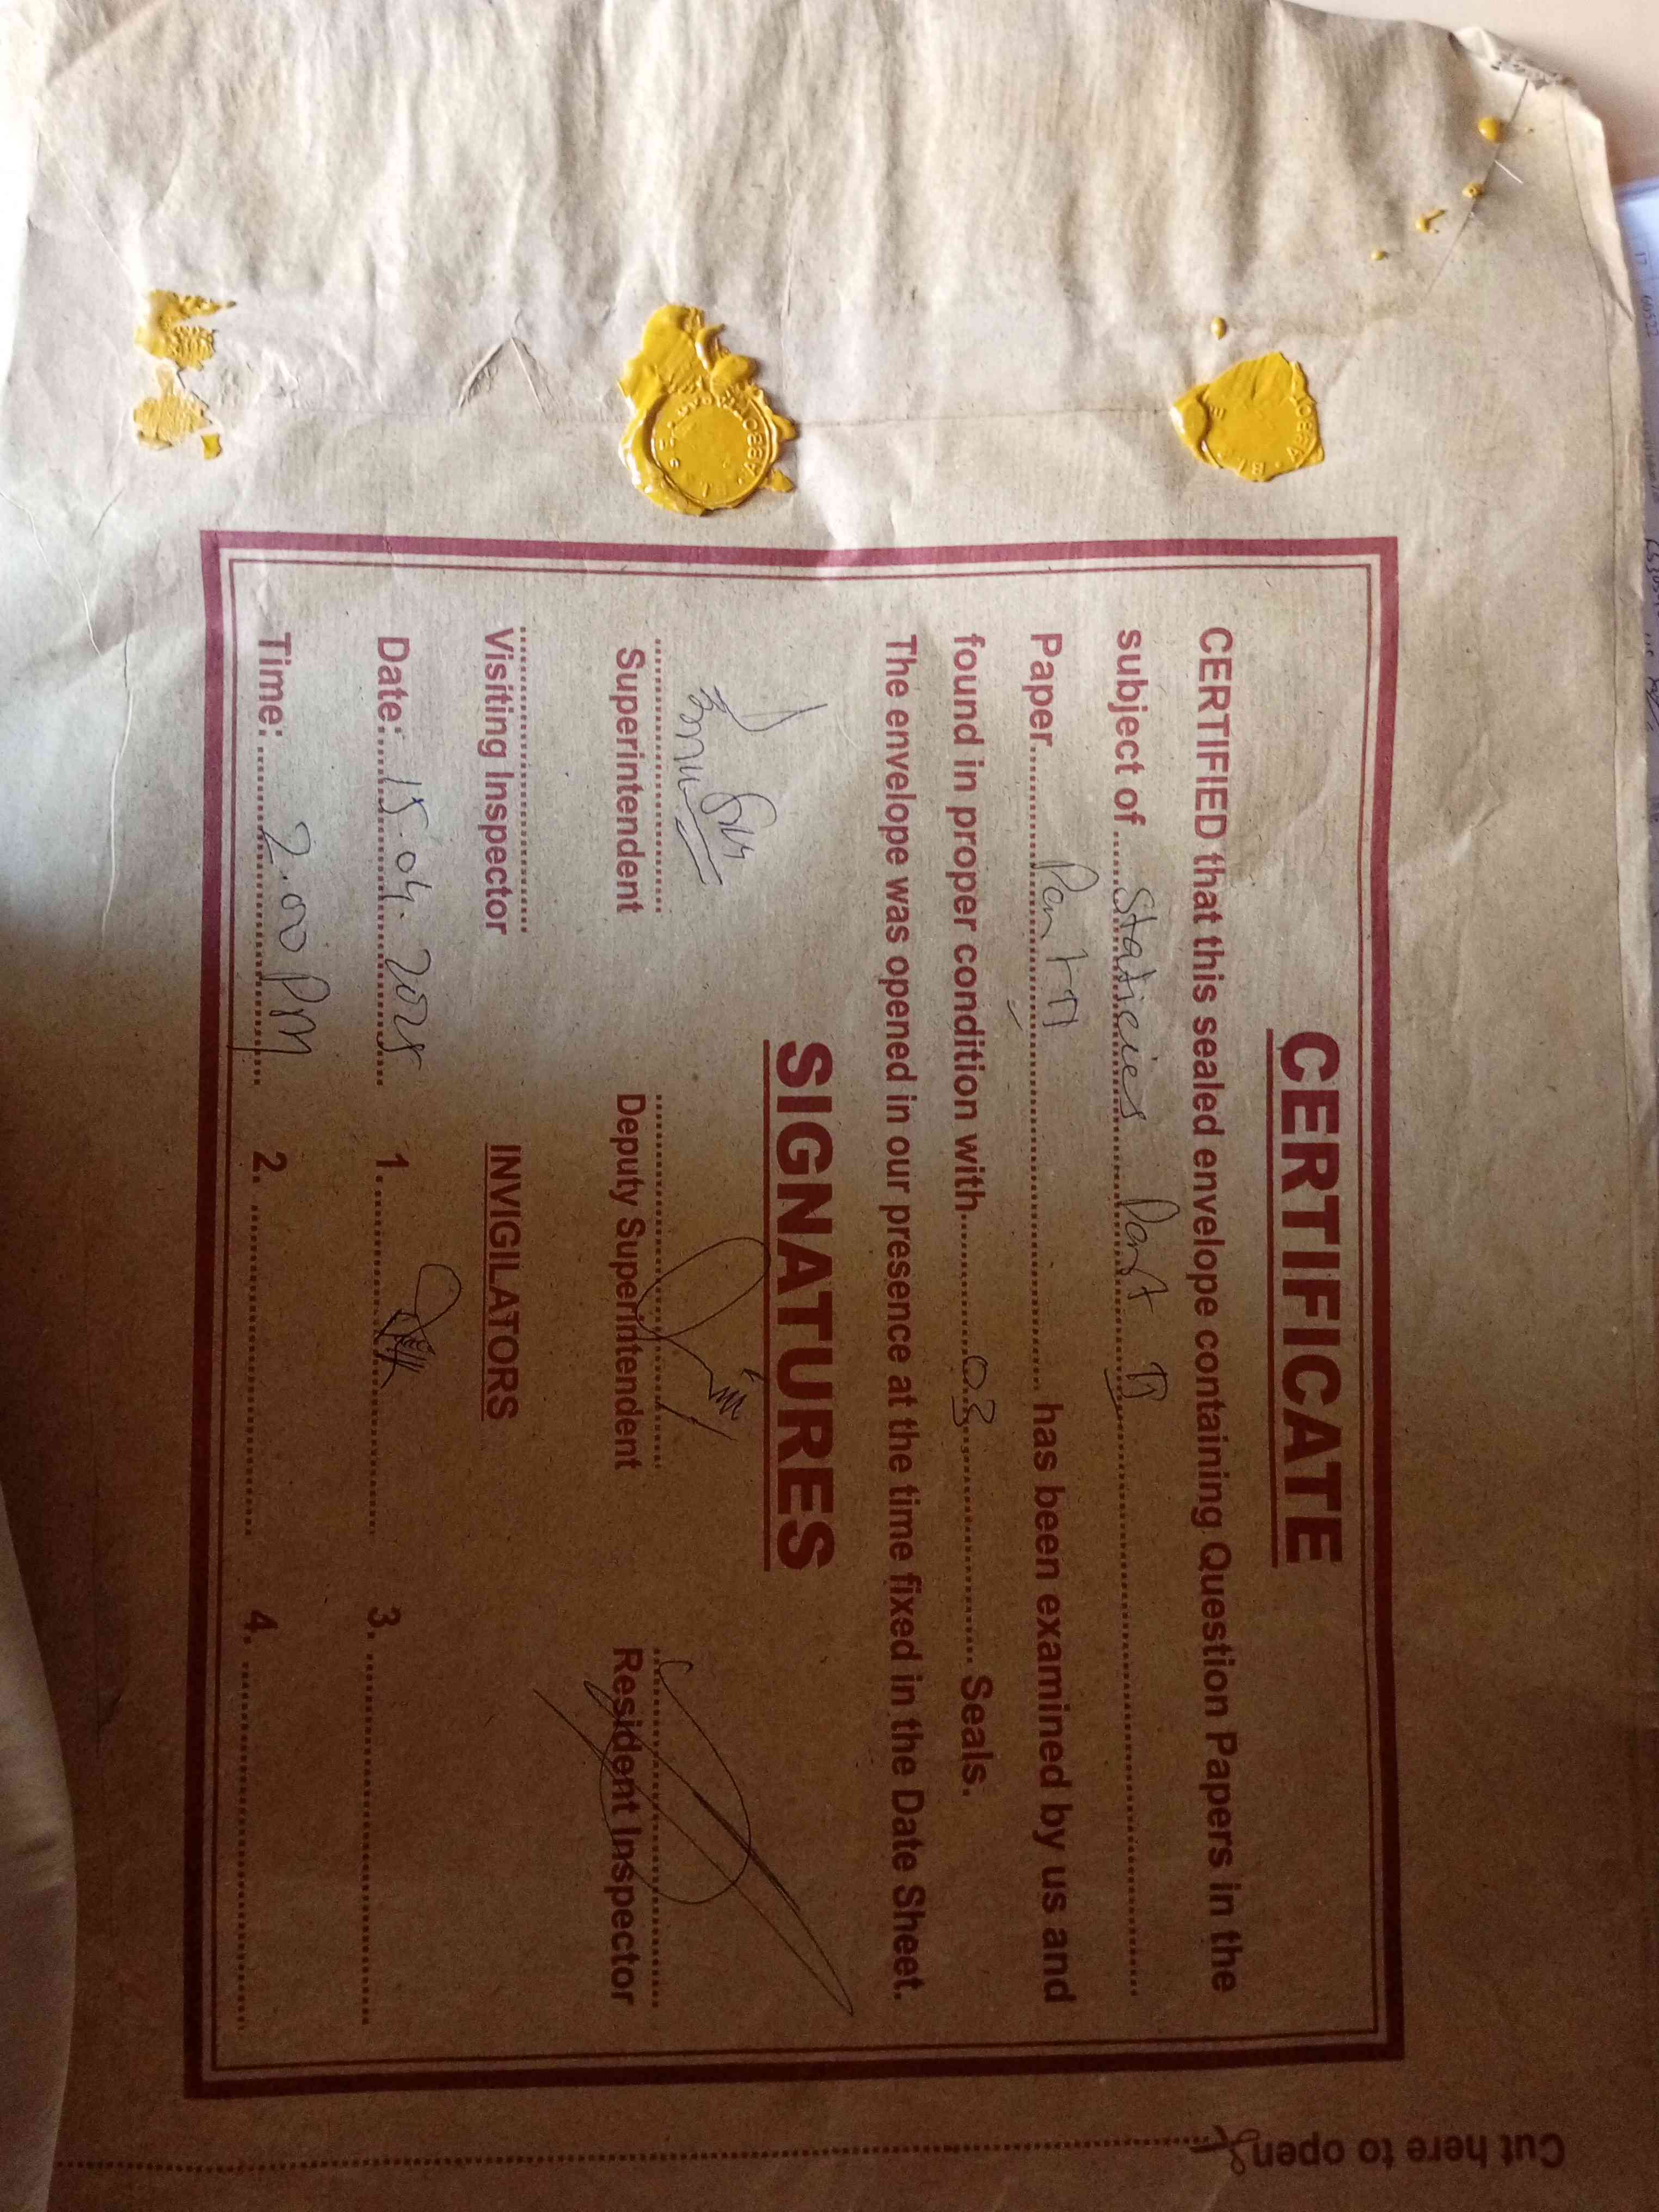 CERTIFICATE
CERTIFIED that this sealed envelope containing Question Papers in the
subject of Staticies Part II
Paper Part II has been examined by us and
found in proper condition with 03 Seals.
The envelope was opened in our presence at the time fixed in the Date Sheet.
SIGNATURES
Superintendent Deputy Superintendent Resident Inspector
Visiting Inspector INVIGILATORS
Date: 15.04.2025 1. 3.
Time: 2.00 PM 2. 4.
Cut here to open